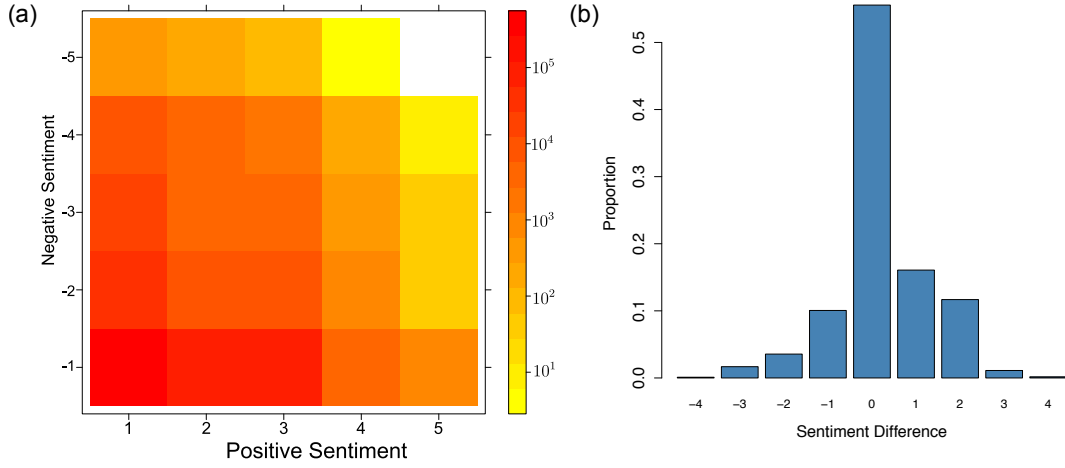 (a)
Negative Sentiment
-5
-4
-3
-2
-1
1 2 3 4 5
Positive Sentiment
10^5
10^4
10^3
10^2
10^1
(b)
Proportion
0.5
0.4
0.3
0.2
0.1
0.0
−4 −3 −2 −1 0 1 2 3 4
Sentiment Difference